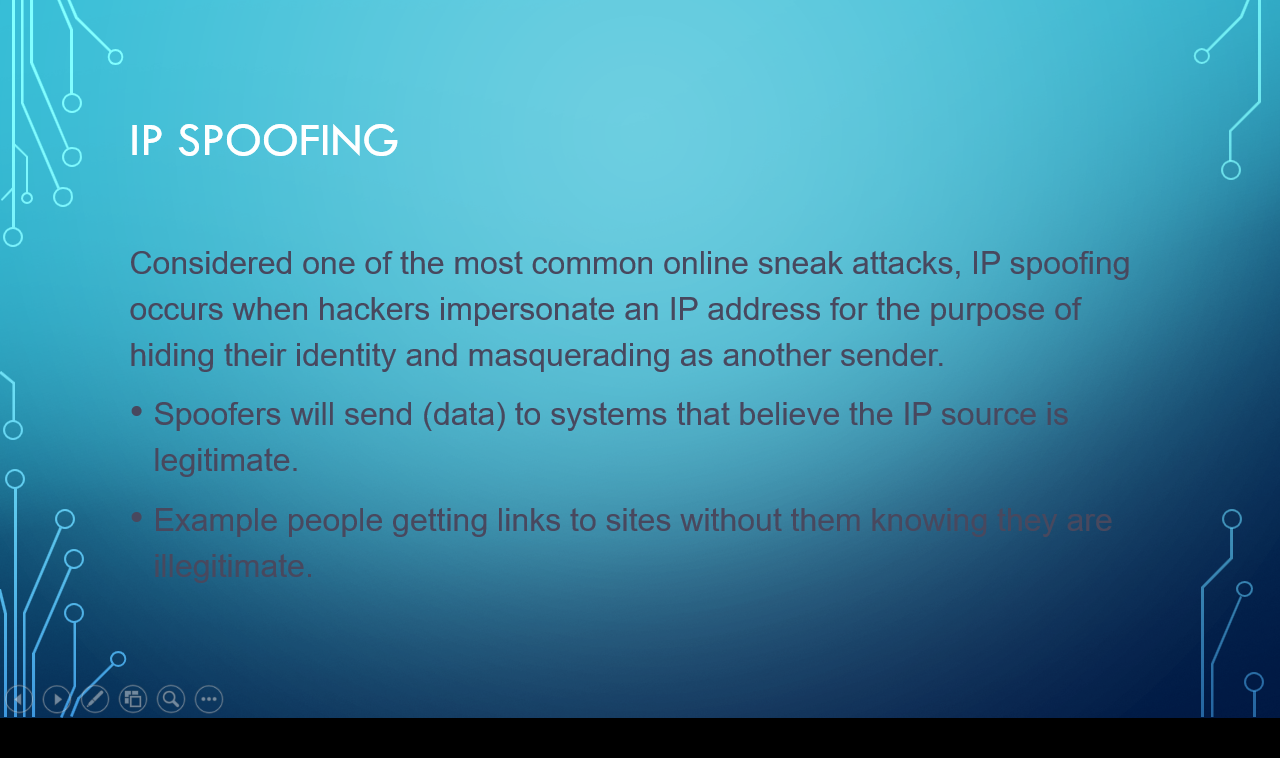 IP SPOOFING
Considered one of the most common online sneak attacks, IP spoofing
occurs when hackers impersonate an IP address for the purpose of
hiding their identity and masquerading as another sender.
• Spoofers will send (data) to systems that believe the IP source is
legitimate.
• Example people getting links to sites without them knowing they are
illegitimate.